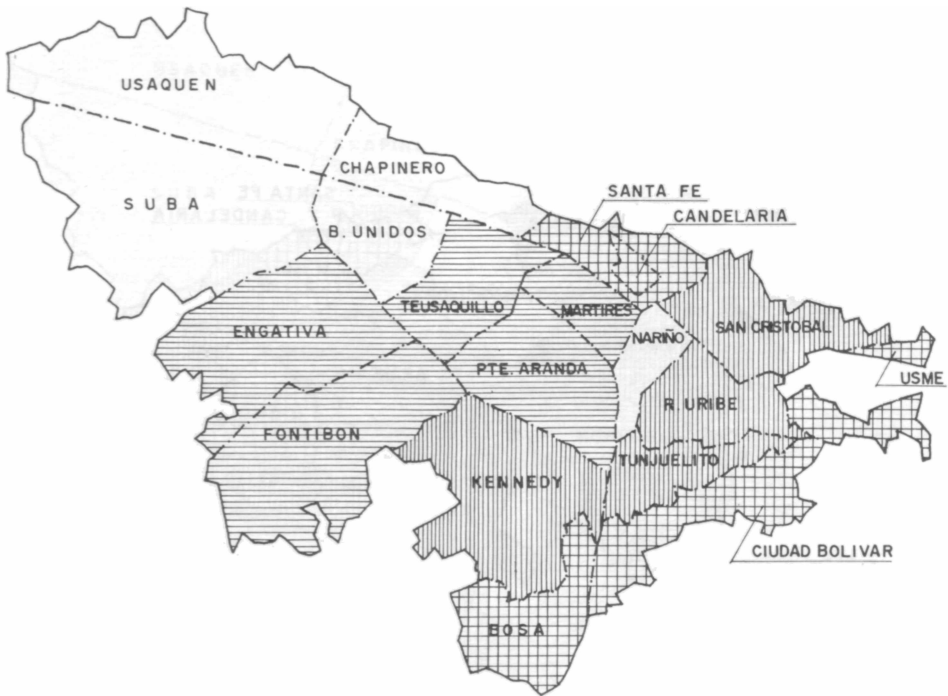 USAQUEN
CHAPINERO
SUBA
SANTA FE
CANDELARIA
B. UNIDOS
TEUSAQUILLO
MARTIRES
ENGATIVA
NARIÑO
SAN CRISTOBAL
PTE. ARANDA
USME
R. URIBE
FONTIBON
TUNJUELITO
KENNEDY
CIUDAD BOLIVAR
BOSA